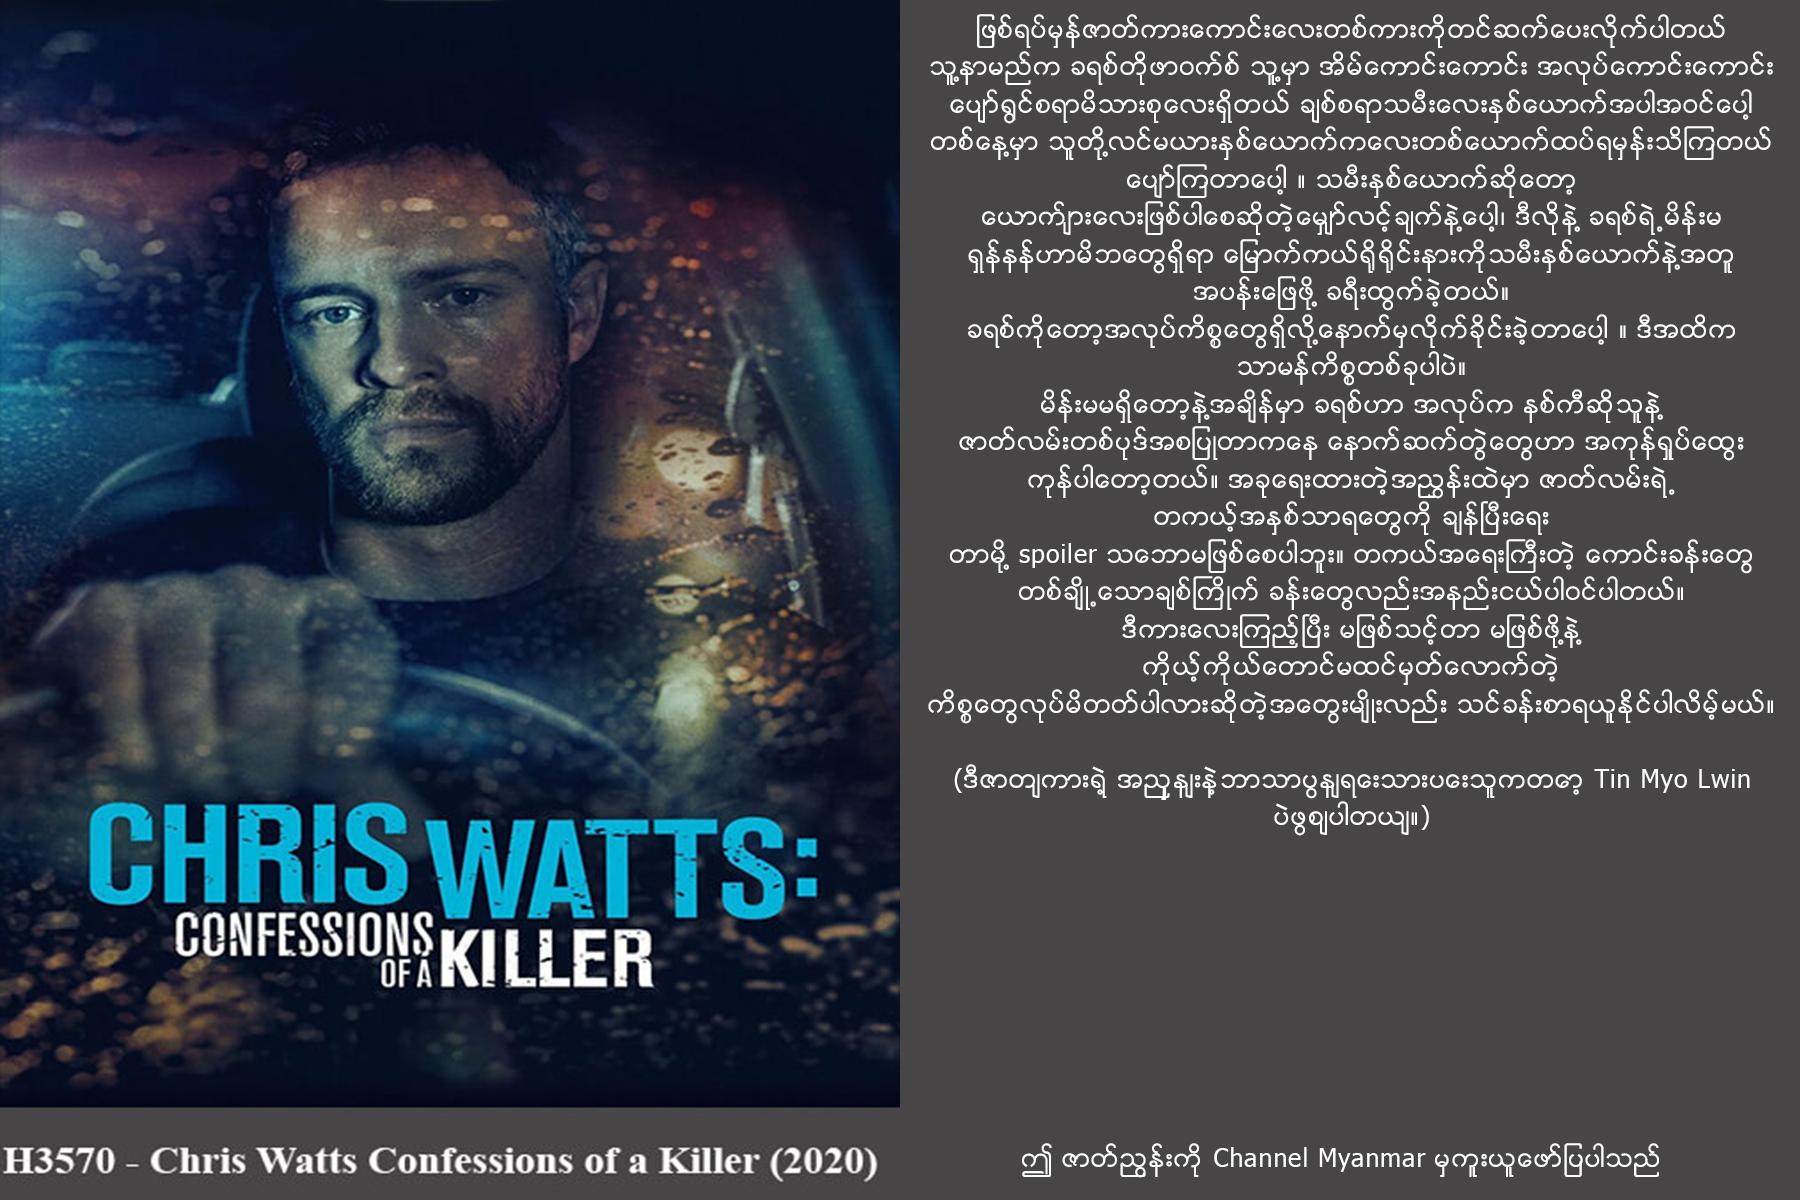 CHRIS WATTS:
CONFESSIONS
OF A KILLER
H3570 - Chris Watts Confessions of a Killer (2020)
ဖြစ်ရပ်မှန်ဇာတ်ကားကောင်းလေးတစ်ကားကိုတင်ဆက်ပေးလိုက်ပါတယ်
သူ့နာမည်က ခရစ်တိုဖာဝက်စ် သူ့မှာ အိမ်ကောင်းကောင်း အလုပ်ကောင်းကောင်း
ပျော်ရွှင်စရာမိသားစုလေးရှိတယ် ချစ်စရာသမီးလေးနှစ်ယောက်အပါအဝင်ပေါ့
တစ်နေ့မှာ သူတို့လင်မယားနှစ်ယောက်ကလေးတစ်ယောက်ထပ်ရမှန်းသိကြတယ်
ပျော်ကြတာပေါ့ ။ သမီးနှစ်ယောက်ဆိုတော့
ယောက်ျားလေးဖြစ်ပါစေဆိုတဲ့မျှော်လင့်ချက်နဲ့ပေါ့၊ ဒီလိုနဲ့ ခရစ်ရဲ့မိန်းမ
ရှန်နန်ဟာမိဘတွေရှိရာ မြောက်ကယ်ရိုရိုင်းနားကိုသမီးနှစ်ယောက်နဲ့အတူ
အပန်းဖြေဖို့ ခရီးထွက်ခဲ့တယ်။
ခရစ်ကိုတော့အလုပ်ကိစ္စတွေရှိလို့နောက်မှလိုက်ခိုင်းခဲ့တာပေါ့ ။ ဒီအထိက
သာမန်ကိစ္စတစ်ခုပါပဲ။
မိန်းမမရှိတော့နဲ့အချိန်မှာ ခရစ်ဟာ အလုပ်က နစ်ကီဆိုသူနဲ့
ဇာတ်လမ်းတစ်ပုဒ်အစပြုတာကနေ နောက်ဆက်တွဲတွေဟာ အကုန်ရှုပ်ထွေး
ကုန်ပါတော့တယ်။ အခုရေးထားတဲ့အညွှန်းထဲမှာ ဇာတ်လမ်းရဲ့
တကယ့်အနှစ်သာရတွေကို ချန်ပြီးရေး
တာမို့ spoiler သဘောမဖြစ်စေပါဘူး။ တကယ်အရေးကြီးတဲ့ ကောင်းခန်းတွေ
တစ်ချို့သောချစ်ကြိုက် ခန်းတွေလည်းအနည်းငယ်ပါဝင်ပါတယ်။
ဒီကားလေးကြည့်ပြီး မဖြစ်သင့်တာ မဖြစ်ဖို့နဲ့
ကိုယ့်ကိုယ်တောင်မထင်မှတ်လောက်တဲ့
ကိစ္စတွေလုပ်မိတတ်ပါလားဆိုတဲ့အတွေးမျိုးလည်း သင်ခန်းစာရယူနိုင်ပါလိမ့်မယ်။
(ဒီဇာတျကားရဲ့ အညှနျးနဲ့ဘာသာပွနျရေးသားပေးသူကတော့ Tin Myo Lwin
ပဲဖွစျပါတယျ။)
ဤ ဇာတ်ညွှန်းကို Channel Myanmar မှကူးယူဖော်ပြပါသည်